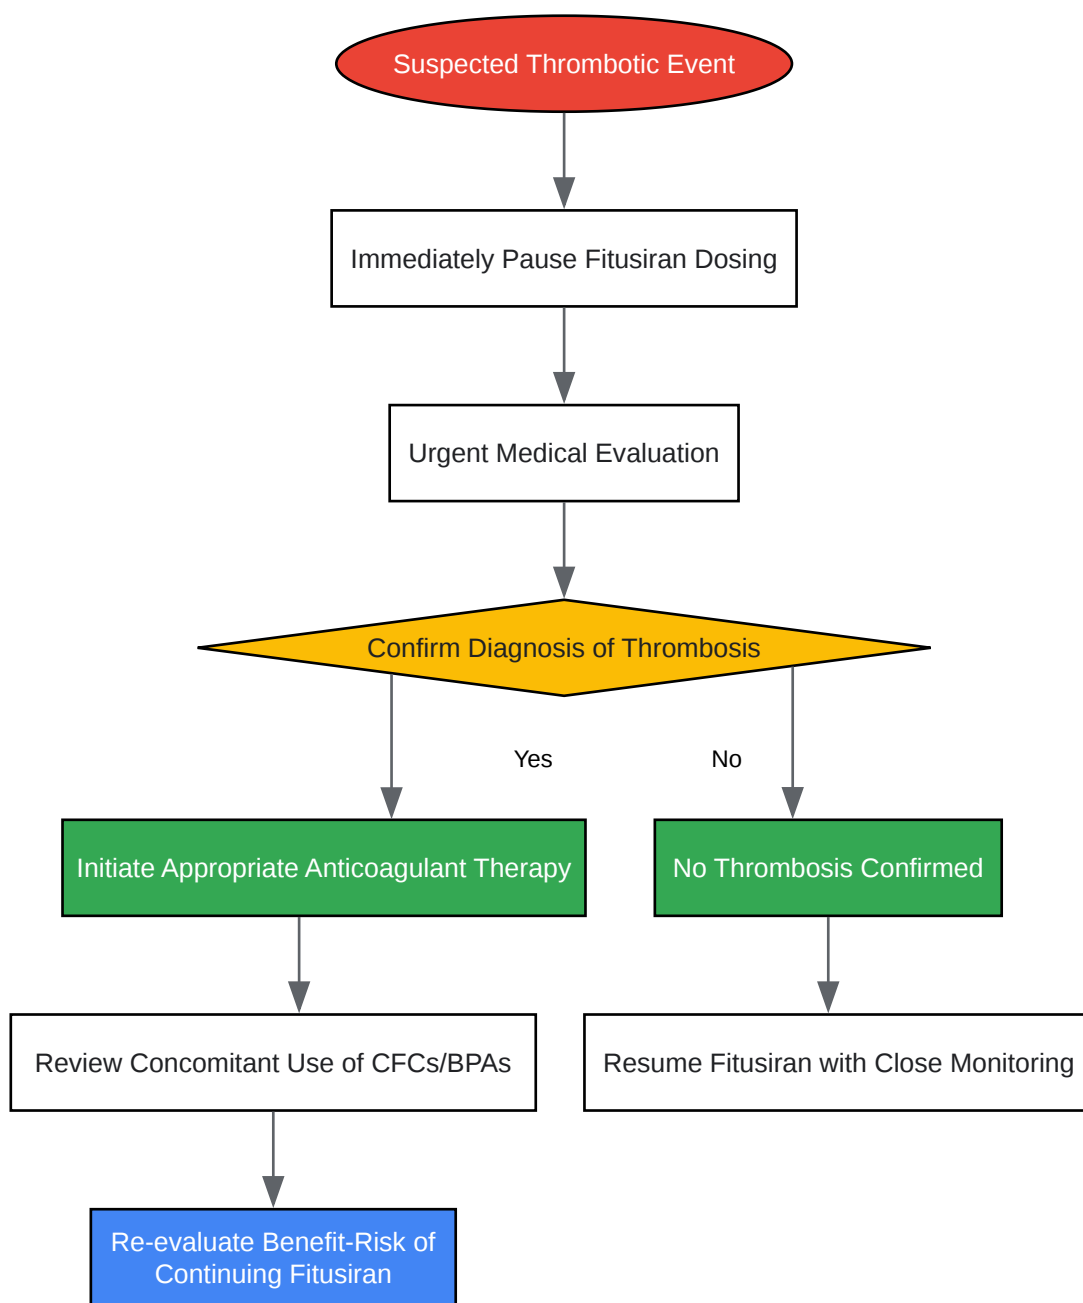 Suspected Thrombotic Event
Immediately Pause Fitusiran Dosing
Urgent Medical Evaluation
Confirm Diagnosis of Thrombosis
Yes
No
Initiate Appropriate Anticoagulant Therapy
No Thrombosis Confirmed
Review Concomitant Use of CFCs/BPAs
Resume Fitusiran with Close Monitoring
Re-evaluate Benefit-Risk of
Continuing Fitusiran